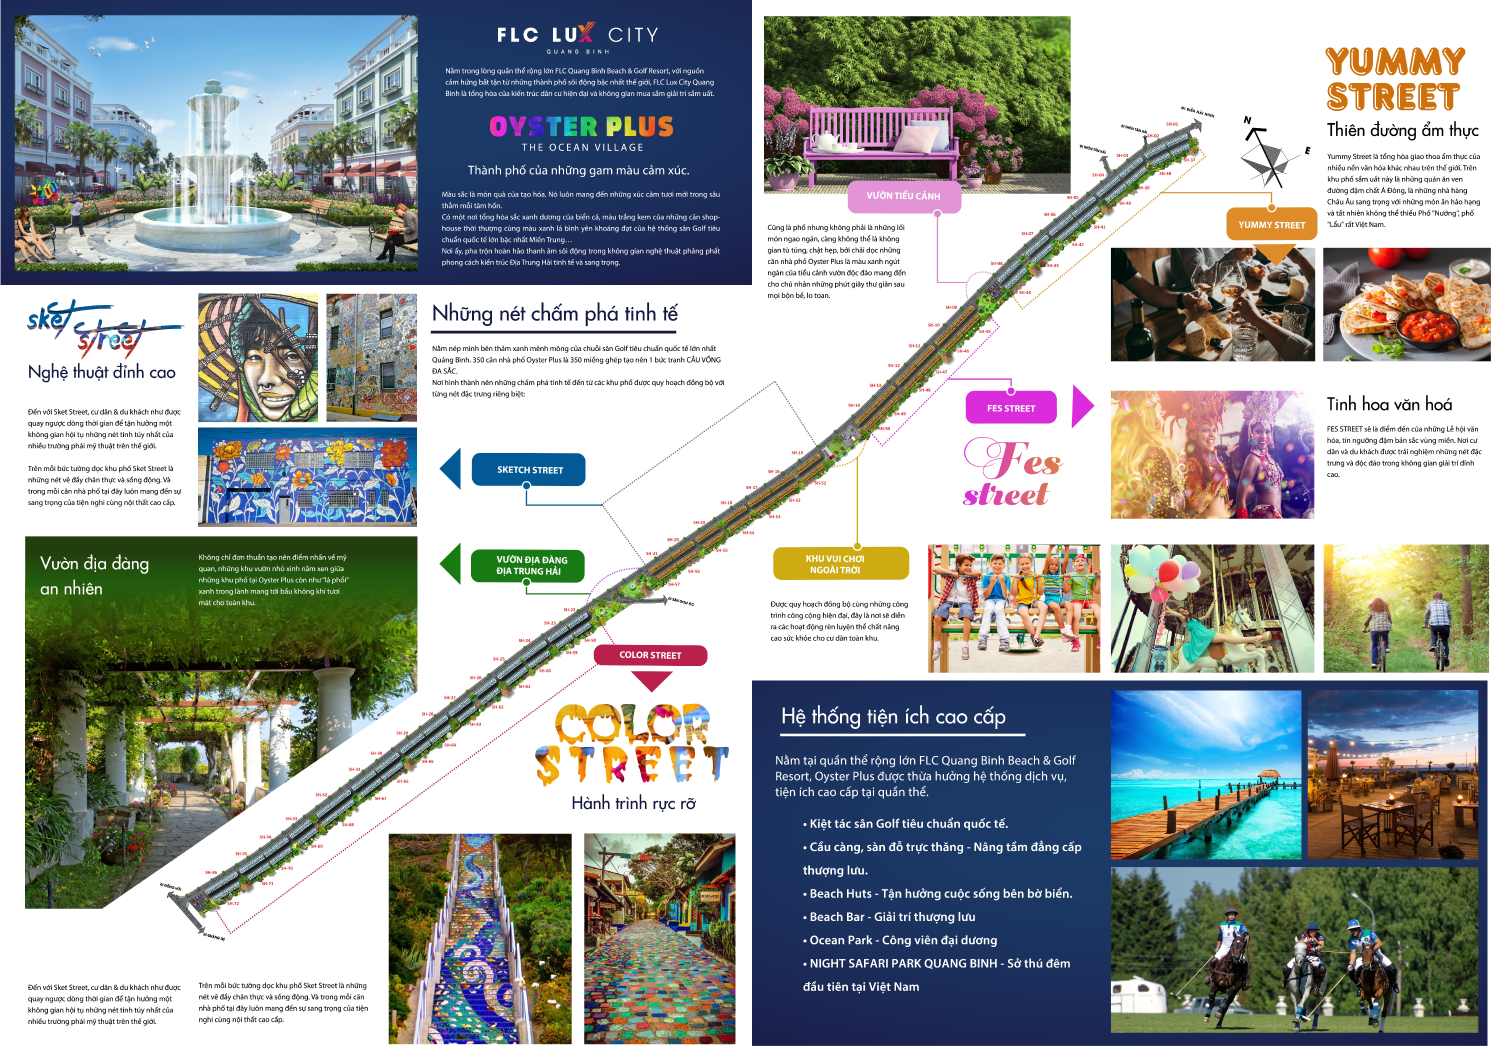 FLC LUX CITY
QUANG BINH
Nằm trong lòng quần thể rộng lớn FLC Quang Binh Beach & Golf Resort, với nguồn
cảm hứng bất tận từ những thành phố sôi động bậc nhất thế giới, FLC Lux City Quang
Binh là tổng hòa của kiến trúc dân cư hiện đại và không gian mua sắm giải trí sầm uất.
OYSTER PLUS
THE OCEAN VILLAGE
Thành phố của những gam màu cảm xúc.
Màu sắc là món quà của tạo hóa. Nó luôn mang đến những xúc cảm tươi mới trong sâu
thẳm mỗi tâm hồn.
Có một nơi tổng hòa sắc xanh dương của biển cả, màu trắng kem của những căn shop-
house thời thượng cùng màu xanh lá bình yên khoáng đạt của hệ thống sân Golf tiêu
chuẩn quốc tế lớn bậc nhất Miền Trung...
Nơi ấy, pha trộn hoàn hảo thanh âm sôi động trong không gian nghệ thuật phảng phất
phong cách kiến trúc Địa Trung Hải tinh tế và sang trọng.
sket street
Nghệ thuật đỉnh cao
Đến với Sket Street, cư dân & du khách như được
quay ngược dòng thời gian để tận hưởng một
không gian hội tụ những nét tinh túy nhất của
nhiều trường phái mỹ thuật trên thế giới.
Trên mỗi bức tường dọc khu phố Sket Street là
những nét vẽ đầy chân thực và sống động. Và
trong mỗi căn nhà phố tại đây luôn mang đến sự
sang trọng của tiện nghi cùng nội thất cao cấp.
Những nét chấm phá tinh tế
Nằm nép mình bên thảm xanh mênh mông của chuỗi sân Golf tiêu chuẩn quốc tế lớn nhất
Quảng Bình. 350 căn nhà phố Oyster Plus là 350 miếng ghép tạo nên 1 bức tranh CẦU VỒNG
ĐA SẮC.
Nơi hình thành nên những chấm phá tinh tế đến từ các khu phố được quy hoạch đồng bộ với
từng nét đặc trưng riêng biệt:
SKETCH STREET
VƯỜN ĐỊA ĐÀNG
ĐỊA TRUNG HẢI
COLOR STREET
Vườn địa đàng
an nhiên
Không chỉ đơn thuần tạo nên điểm nhấn về mỹ
quan, những khu vườn nhỏ xinh nằm xen giữa
những khu phố tại Oyster Plus còn như "lá phổi"
xanh trong lành mang tới bầu không khí tươi
mát cho toàn khu.
COLOR
STREET
Hành trình rực rỡ
Đến với Sket Street, cư dân & du khách như được
quay ngược dòng thời gian để tận hưởng một
không gian hội tụ những nét tinh túy nhất của
nhiều trường phái mỹ thuật trên thế giới.
Trên mỗi bức tường dọc khu phố Sket Street là những
nét vẽ đầy chân thực và sống động. Và trong mỗi căn
nhà phố tại đây luôn mang đến sự sang trọng của tiện
nghi cùng nội thất cao cấp.
VƯỜN TIỂU CẢNH
Cũng là phố nhưng không phải là những lối
mòn ngạo ngán, càng không thể là không
gian tù túng, chật hẹp, bởi chải dọc những
căn nhà phố Oyster Plus là màu xanh ngút
ngàn của tiểu cảnh vườn độc đáo mang đến
cho chủ nhân những phút giây thư giãn sau
mọi bộn bề, lo toan.
N
E
YUMMY
STREET
Thiên đường ẩm thực
Yummy Street là tổng hòa giao thoa ẩm thực của
nhiều nền văn hóa khác nhau trên thế giới. Trên
khu phố sầm uất này là những quán ăn ven
đường đậm chất Á Đông, là những nhà hàng
Châu Âu sang trọng với những món ăn hảo hạng
và tất nhiên không thể thiếu Phố "Nướng", phố
"Lẩu" rất Việt Nam.
YUMMY STREET
FES STREET
Fes
street
Tinh hoa văn hoá
FES STREET sẽ là điểm đến của những Lễ hội văn
hóa, tín ngưỡng đậm bản sắc vùng miền. Nơi cư
dân và du khách được trải nghiệm những nét đặc
trưng và độc đáo trong không gian giải trí đỉnh
cao.
KHU VUI CHƠI
NGOÀI TRỜI
Được quy hoạch đồng bộ cùng những công
trình công cộng hiện đại, đây là nơi sẽ diễn
ra các hoạt động rèn luyện thể chất nâng
cao sức khỏe cho cư dân toàn khu.
Hệ thống tiện ích cao cấp
Nằm tại quần thể rộng lớn FLC Quang Binh Beach & Golf
Resort, Oyster Plus được thừa hưởng hệ thống dịch vụ,
tiện ích cao cấp tại quần thể.
• Kiệt tác sân Golf tiêu chuẩn quốc tế.
• Cầu cảng, sàn đỗ trực thăng - Nâng tầm đẳng cấp
thượng lưu.
• Beach Huts - Tận hưởng cuộc sống bên bờ biển.
• Beach Bar - Giải trí thượng lưu
• Ocean Park - Công viên đại dương
• NIGHT SAFARI PARK QUANG BINH - Sở thú đêm
đầu tiên tại Việt Nam